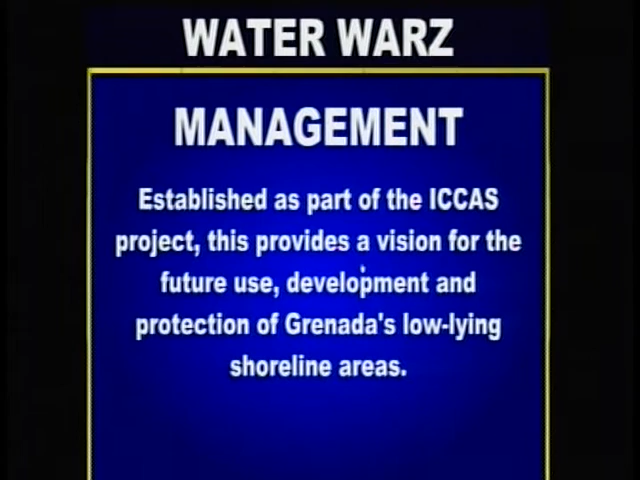 WATER WARZ
MANAGEMENT
Established as part of the ICCAS
project, this provides a vision for the
future use, development and
protection of Grenada's low-lying
shoreline areas.